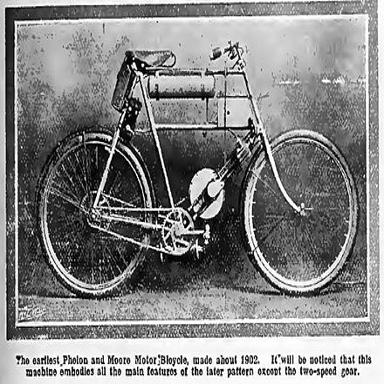 The earliest Phelon and Moore Motor Bicycle, made about 1902. It will be noticed that this
machine embodies all the main features of the later pattern except the two-speed gear.